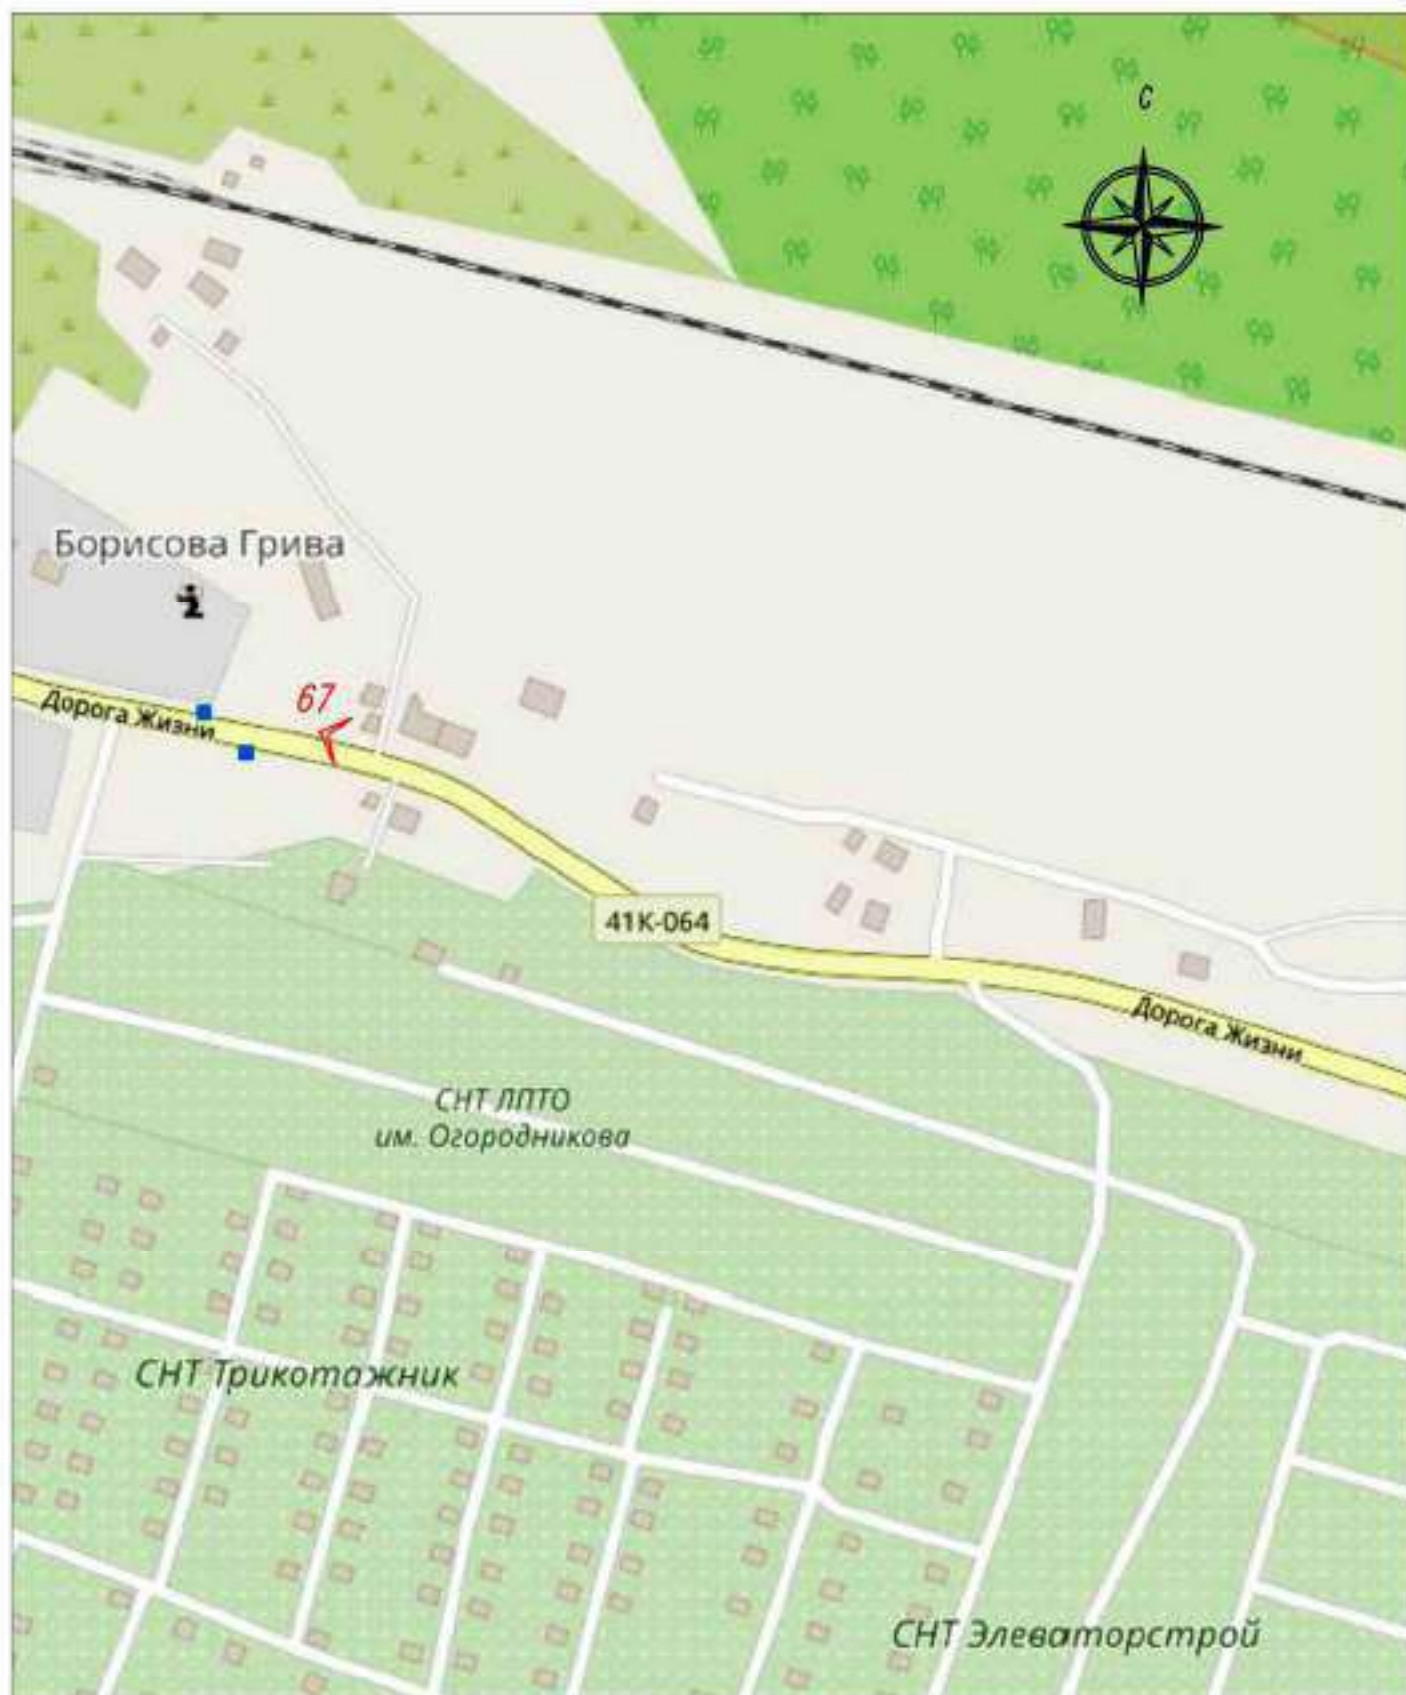 С
Борисова Грива
67
Дорога Жизни
41К-064
Дорога Жизни
СНТ ЛПТО
им. Огородникова
СНТ Трикотажник
СНТ Элеваторстрой